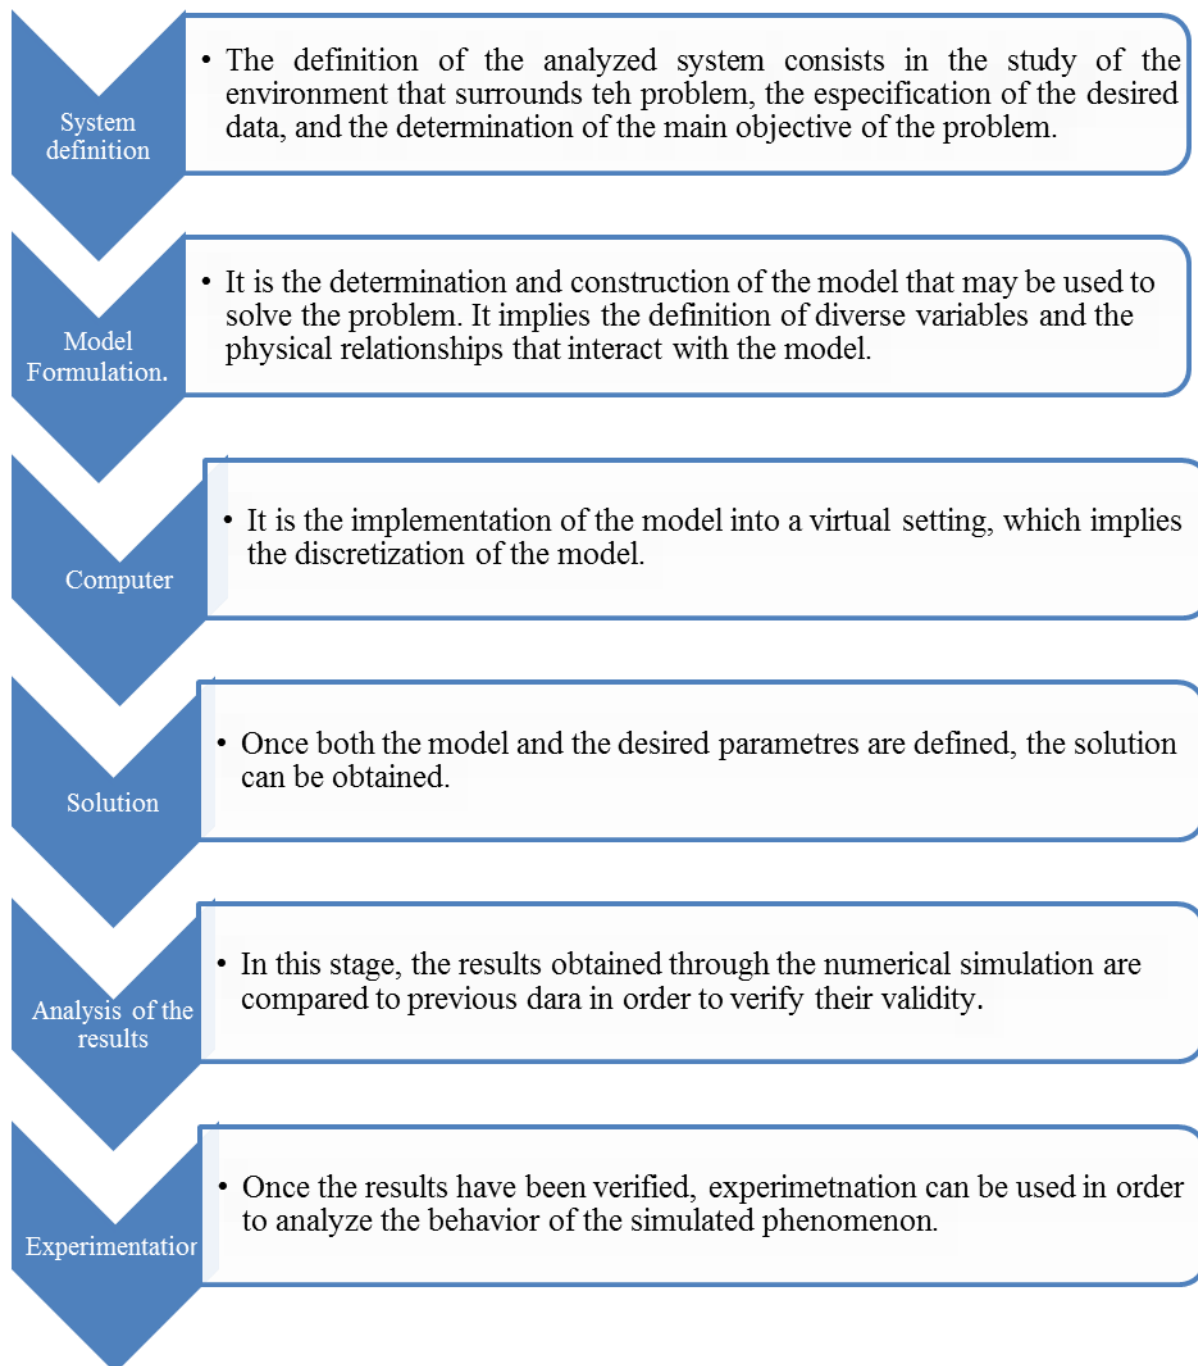 System
definition
• The definition of the analyzed system consists in the study of the
environment that surrounds teh problem, the especification of the desired
data, and the determination of the main objective of the problem.
Model
Formulation.
• It is the determination and construction of the model that may be used to
solve the problem. It implies the definition of diverse variables and the
physical relationships that interact with the model.
Computer
• It is the implementation of the model into a virtual setting, which implies
the discretization of the model.
Solution
• Once both the model and the desired parametres are defined, the solution
can be obtained.
Analysis of the
results
• In this stage, the results obtained through the numerical simulation are
compared to previous dara in order to verify their validity.
Experimentation
• Once the results have been verified, experimetnation can be used in order
to analyze the behavior of the simulated phenomenon.